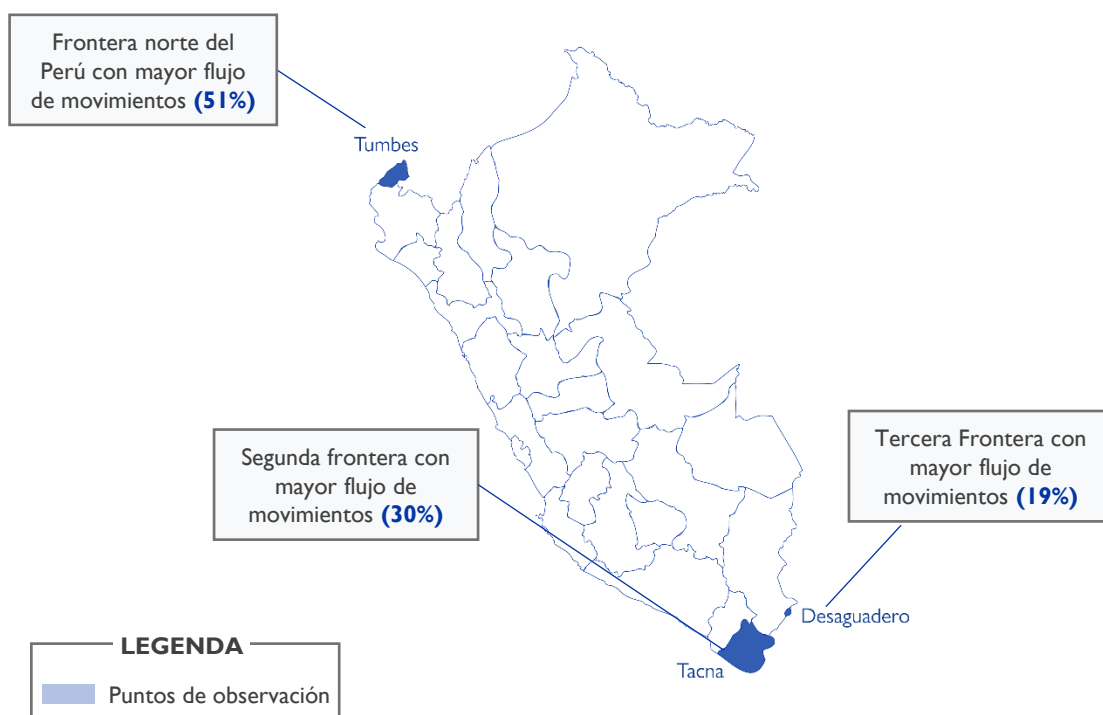 Frontera norte del
Perú con mayor flujo
de movimientos (51%)
Tumbes
Segunda frontera con
mayor flujo de
movimientos (30%)
Tercera Frontera con
mayor flujo de
movimientos (19%)
Desaguadero
Tacna
LEGENDA
Puntos de observación